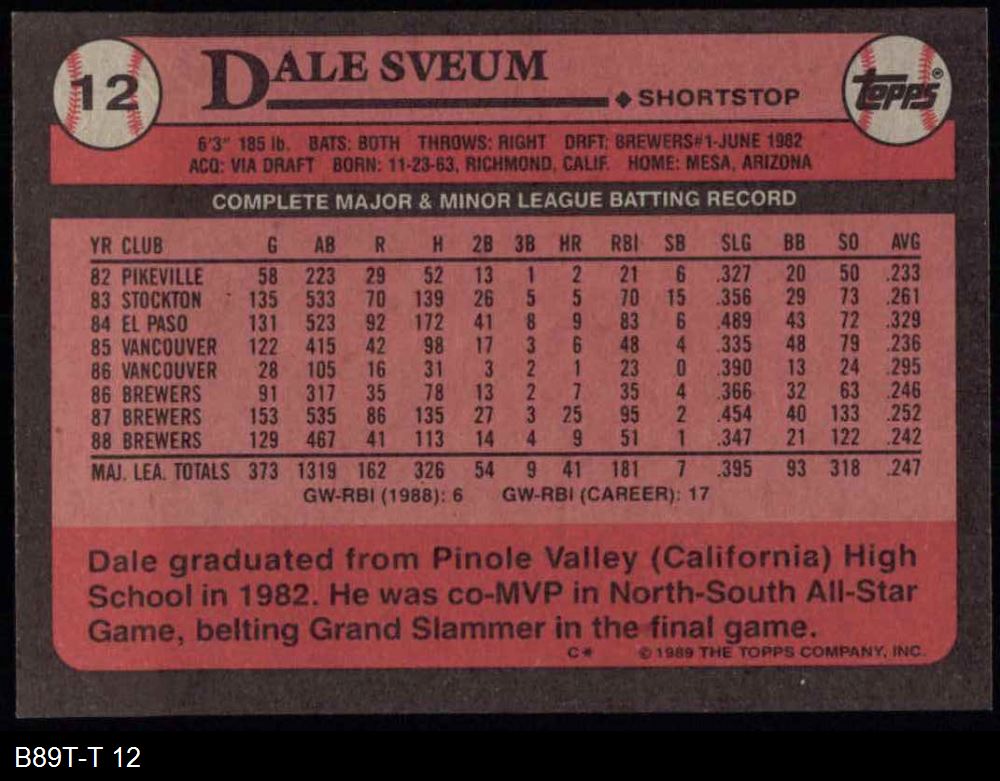 12
DALE SVEUM
◆ SHORTSTOP
Topps®
6'3" 185 lb. BATS: BOTH THROWS: RIGHT DRFT: BREWERS#1-JUNE 1982
ACQ: VIA DRAFT BORN: 11-23-63, RICHMOND, CALIF. HOME: MESA, ARIZONA
COMPLETE MAJOR & MINOR LEAGUE BATTING RECORD
YR CLUB G AB R H 2B 3B HR RBI SB SLG BB SO AVG
82 PIKEVILLE 58 223 29 52 13 1 2 21 6 .327 20 50 .233
83 STOCKTON 135 533 70 139 26 5 5 70 15 .356 29 73 .261
84 EL PASO 131 523 92 172 41 8 9 83 6 .489 43 72 .329
85 VANCOUVER 122 415 42 98 17 3 6 48 4 .335 48 79 .236
86 VANCOUVER 28 105 16 31 3 2 1 23 0 .390 13 24 .295
86 BREWERS 91 317 35 78 13 2 7 35 4 .366 32 63 .246
87 BREWERS 153 535 86 135 27 3 25 95 2 .454 40 133 .252
88 BREWERS 129 467 41 113 14 4 9 51 1 .347 21 122 .242
MAJ. LEA. TOTALS 373 1319 162 326 54 9 41 181 7 .395 93 318 .247
GW-RBI (1988): 6 GW-RBI (CAREER): 17
Dale graduated from Pinole Valley (California) High
School in 1982. He was co-MVP in North-South All-Star
Game, belting Grand Slammer in the final game.
C* © 1989 THE TOPPS COMPANY, INC.
B89T-T 12